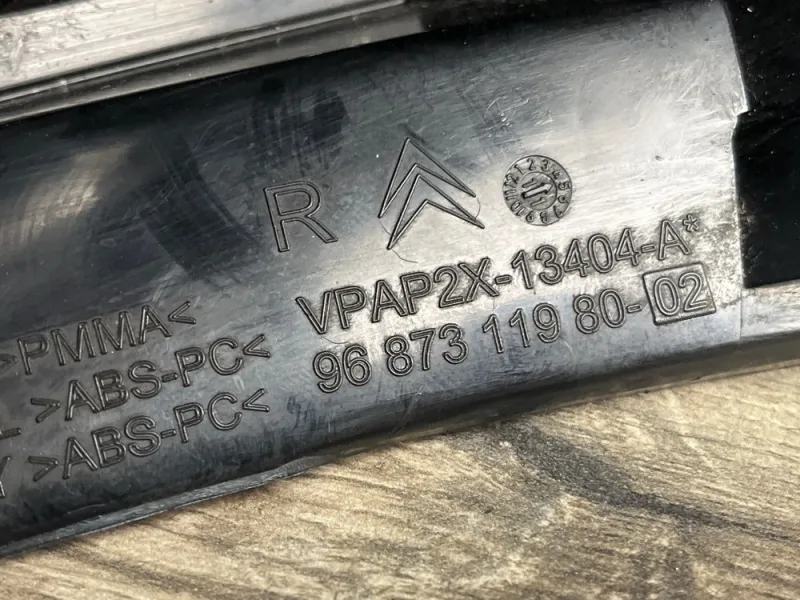 R
VPAP2X-13404-A*
96 873 119 80-02
>PMMA<
>ABS-PC<
>ABS-PC<